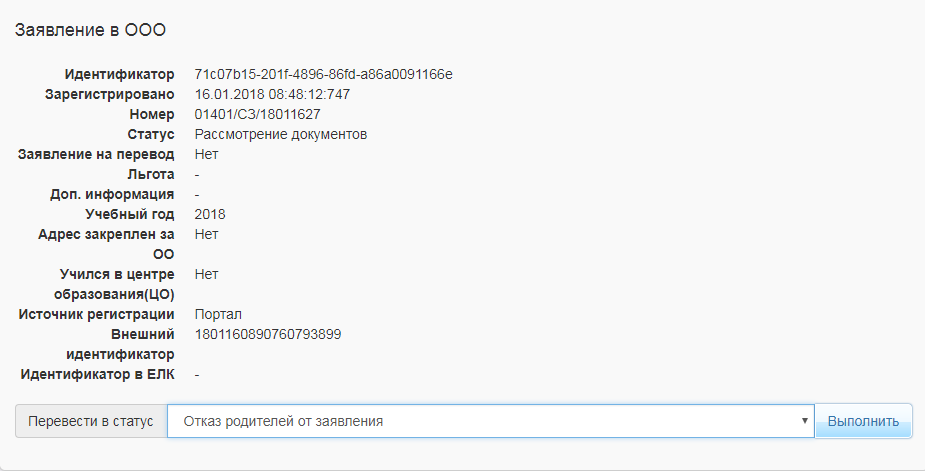 Заявление в ООО
Идентификатор 71c07b15-201f-4896-86fd-a86a0091166e
Зарегистрировано 16.01.2018 08:48:12:747
Номер 01401/СЗ/18011627
Статус Рассмотрение документов
Заявление на перевод Нет
Льгота -
Доп. информация -
Учебный год 2018
Адрес закреплен за Нет
ОО
Учился в центре Нет
образования(ЦО)
Источник регистрации Портал
Внешний 1801160890760793899
идентификатор
Идентификатор в ЕЛК -
Перевести в статус Отказ родителей от заявления Выполнить